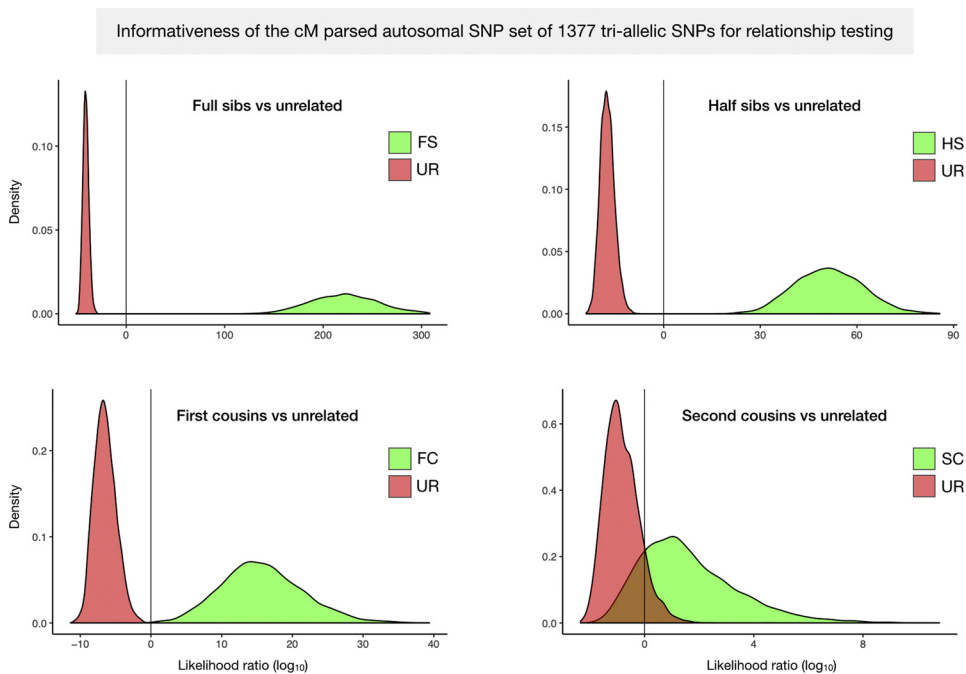 Informativeness of the cM parsed autosomal SNP set of 1377 tri-allelic SNPs for relationship testing
Full sibs vs unrelated
FS
UR
Density
0.10
0.05
0.00
0 100 200 300
Half sibs vs unrelated
HS
UR
0.15
0.10
0.05
0.00
0 30 60 90
First cousins vs unrelated
FC
UR
Density
0.2
0.1
0.0
−10 0 10 20 30 40
Likelihood ratio (log₁₀)
Second cousins vs unrelated
SC
UR
0.6
0.4
0.2
0.0
0 4 8
Likelihood ratio (log₁₀)